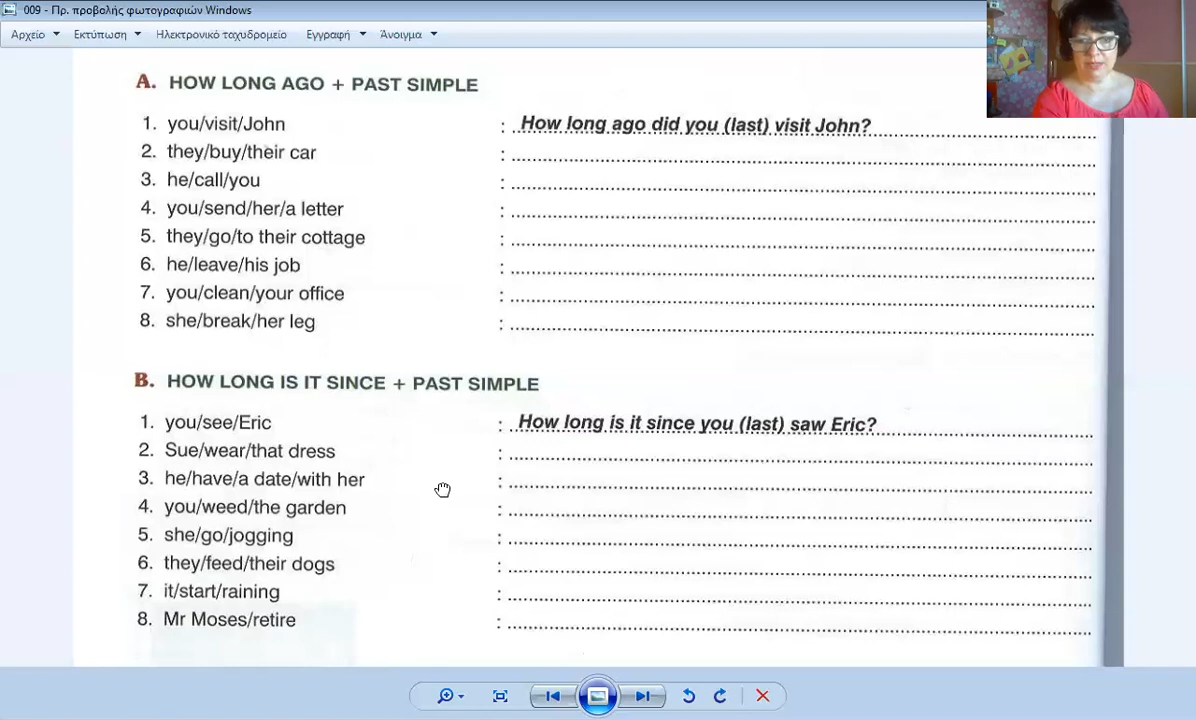 009 - Πρ. προβολής φωτογραφιών Windows
Αρχείο Εκτύπωση Ηλεκτρονικό ταχυδρομείο Εγγραφή Άνοιγμα
A. HOW LONG AGO + PAST SIMPLE
1. you/visit/John : How long ago did you (last) visit John?
2. they/buy/their car :
3. he/call/you :
4. you/send/her/a letter :
5. they/go/to their cottage :
6. he/leave/his job :
7. you/clean/your office :
8. she/break/her leg :
B. HOW LONG IS IT SINCE + PAST SIMPLE
1. you/see/Eric : How long is it since you (last) saw Eric?
2. Sue/wear/that dress :
3. he/have/a date/with her :
4. you/weed/the garden :
5. she/go/jogging :
6. they/feed/their dogs :
7. it/start/raining :
8. Mr Moses/retire :